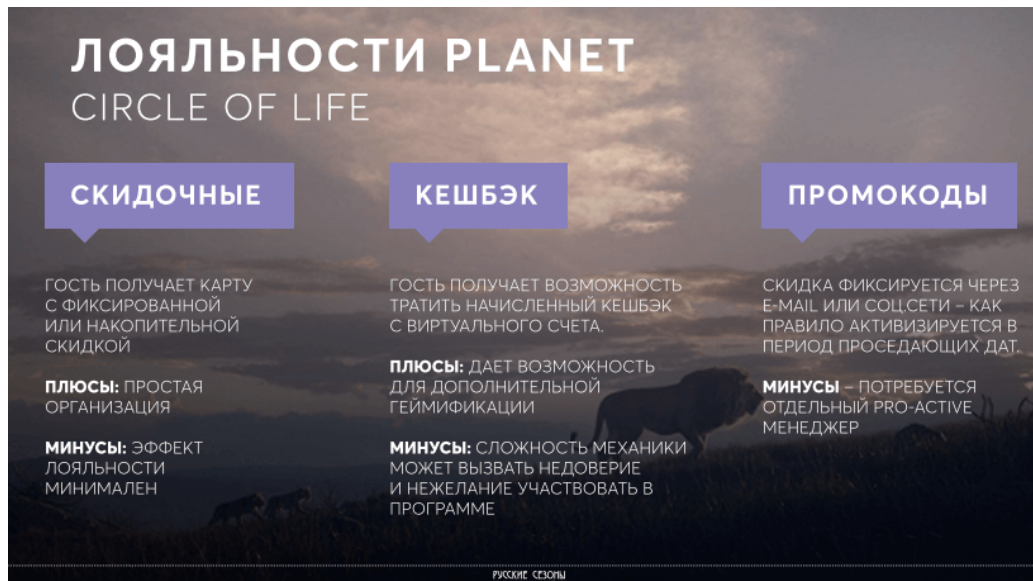 ЛОЯЛЬНОСТИ PLANET
CIRCLE OF LIFE
СКИДОЧНЫЕ
ГОСТЬ ПОЛУЧАЕТ КАРТУ
С ФИКСИРОВАННОЙ
ИЛИ НАКОПИТЕЛЬНОЙ
СКИДКОЙ
ПЛЮСЫ: ПРОСТАЯ
ОРГАНИЗАЦИЯ
МИНУСЫ: ЭФФЕКТ
ЛОЯЛЬНОСТИ
МИНИМАЛЕН
КЕШБЭК
ГОСТЬ ПОЛУЧАЕТ ВОЗМОЖНОСТЬ
ТРАТИТЬ НАЧИСЛЕННЫЙ КЕШБЭК
С ВИРТУАЛЬНОГО СЧЕТА.
ПЛЮСЫ: ДАЕТ ВОЗМОЖНОСТЬ
ДЛЯ ДОПОЛНИТЕЛЬНОЙ
ГЕЙМИФИКАЦИИ
МИНУСЫ: СЛОЖНОСТЬ МЕХАНИКИ
МОЖЕТ ВЫЗВАТЬ НЕДОВЕРИЕ
И НЕЖЕЛАНИЕ УЧАСТВОВАТЬ В
ПРОГРАММЕ
ПРОМОКОДЫ
СКИДКА ФИКСИРУЕТСЯ ЧЕРЕЗ
E-MAIL ИЛИ СОЦ.СЕТИ – КАК
ПРАВИЛО АКТИВИЗИРУЕТСЯ В
ПЕРИОД ПРОСЕДАЮЩИХ ДАТ.
МИНУСЫ – ПОТРЕБУЕТСЯ
ОТДЕЛЬНЫЙ PRO-ACTIVE
МЕНЕДЖЕР
РУССКИЕ СЕЗОНЫ